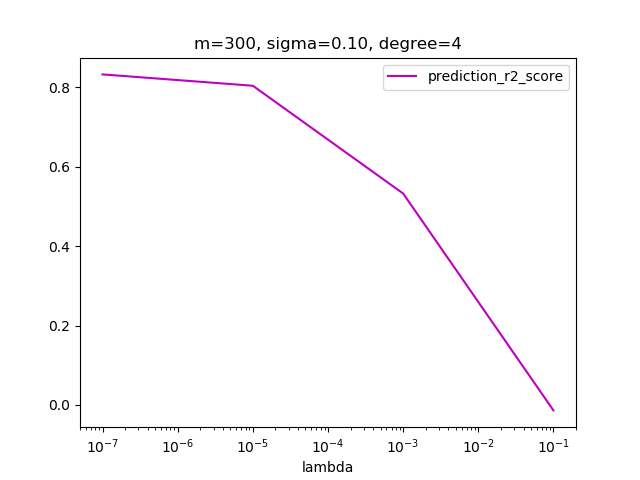 m=300, sigma=0.10, degree=4
prediction_r2_score
0.8
0.6
0.4
0.2
0.0
10⁻⁷ 10⁻⁶ 10⁻⁵ 10⁻⁴ 10⁻³ 10⁻² 10⁻¹
lambda